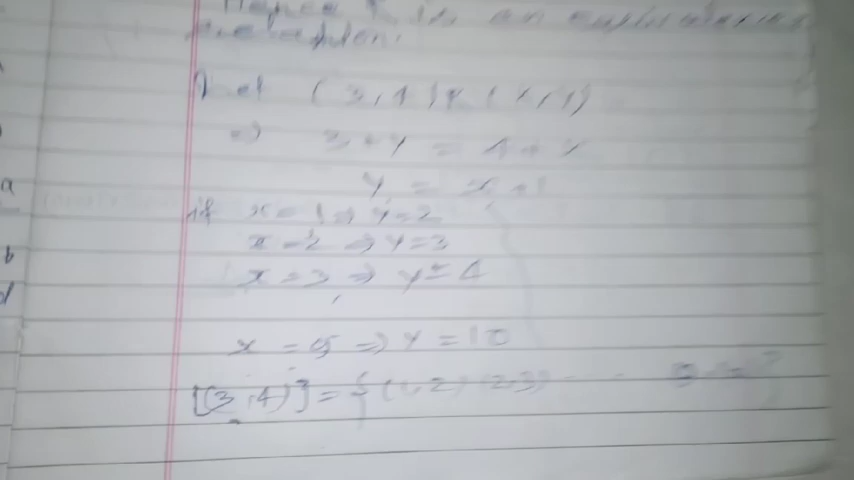 Hence R is an equivalence
relation.
Let (3,4) R (x,y)
=> 3+y = 4+x
y = x+1
if x=1 => y=2
x=2 => y=3
x=3, => y=4
x = 9 => y = 10
[(3,4)] = { (1,2) (2,3)
a
b
d